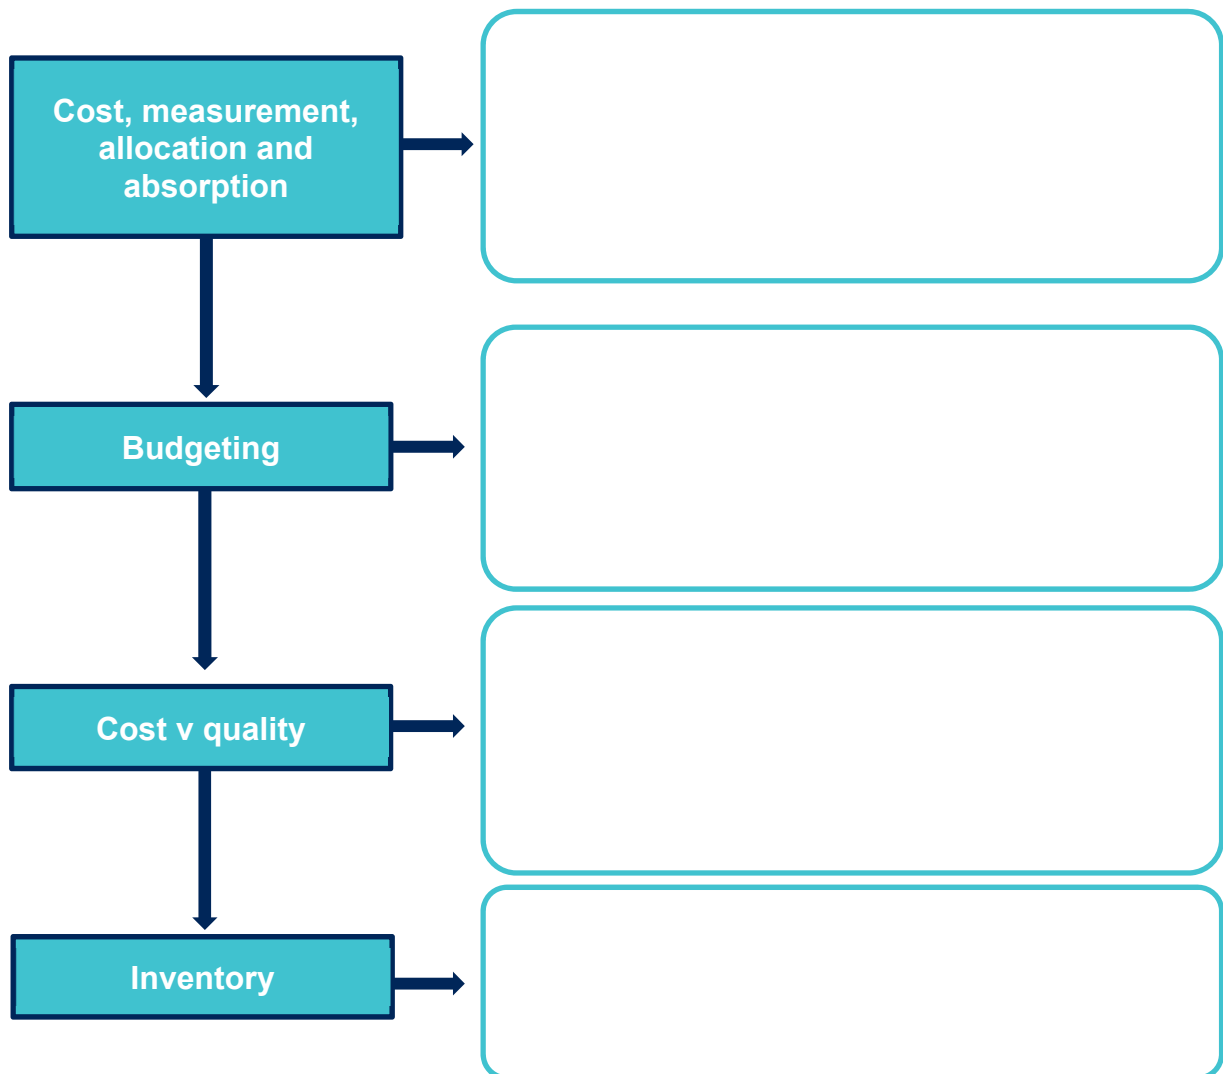 Cost, measurement,
allocation and
absorption
Budgeting
Cost v quality
Inventory